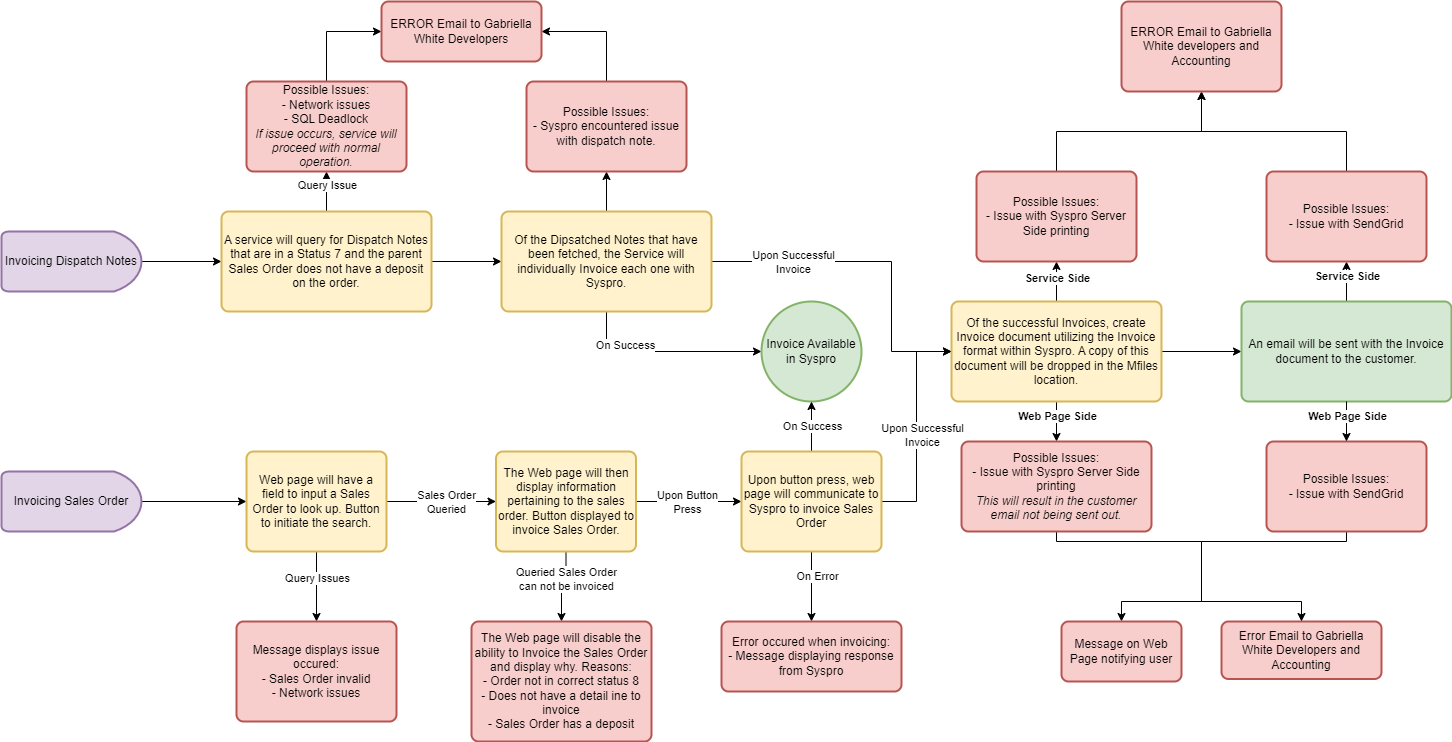 ERROR Email to Gabriella
White Developers
ERROR Email to Gabriella
White developers and
Accounting
Possible Issues:
- Network issues
- SQL Deadlock
If issue occurs, service will
proceed with normal
operation.
Possible Issues:
- Syspro encountered issue
with dispatch note.
Query Issue
Possible Issues:
- Issue with Syspro Server
Side printing
Possible Issues:
- Issue with SendGrid
Invoicing Dispatch Notes
A service will query for Dispatch Notes
that are in a Status 7 and the parent
Sales Order does not have a deposit
on the order.
Of the Dipsatched Notes that have
been fetched, the Service will
individually Invoice each one with
Syspro.
Upon Successful
Invoice
Service Side
Service Side
On Success
Invoice Available
in Syspro
Of the successful Invoices, create
Invoice document utilizing the Invoice
format within Syspro. A copy of this
document will be dropped in the Mfiles
location.
An email will be sent with the Invoice
document to the customer.
Web Page Side
Web Page Side
On Success
Upon Successful
Invoice
Invoicing Sales Order
Web page will have a
field to input a Sales
Order to look up. Button
to initiate the search.
Sales Order
Queried
The Web page will then
display information
pertaining to the sales
order. Button displayed to
invoice Sales Order.
Upon Button
Press
Upon button press, web
page will communicate to
Syspro to invoice Sales
Order
Possible Issues:
- Issue with Syspro Server Side
printing
This will result in the customer
email not being sent out.
Possible Issues:
- Issue with SendGrid
Query Issues
Queried Sales Order
can not be invoiced
On Error
Message displays issue
occured:
- Sales Order invalid
- Network issues
The Web page will disable the
ability to Invoice the Sales Order
and display why. Reasons:
- Order not in correct status 8
- Does not have a detail ine to
invoice
- Sales Order has a deposit
Error occured when invoicing:
- Message displaying response
from Syspro
Message on Web
Page notifying user
Error Email to Gabriella
White Developers and
Accounting